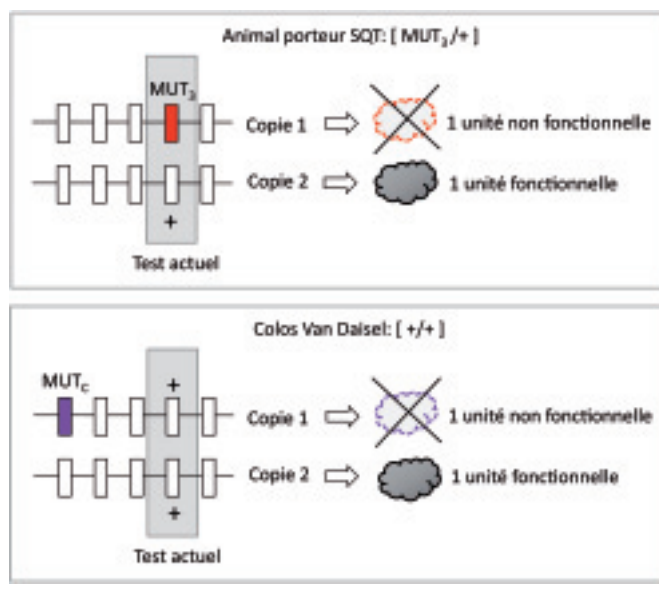 Animal porteur SQT: [ MUT3/+ ]
MUT3
Copie 1
1 unité non fonctionnelle
Copie 2
1 unité fonctionnelle
+
Test actuel
Colos Van Daisel: [ +/+ ]
MUTC
+
Copie 1
1 unité non fonctionnelle
Copie 2
1 unité fonctionnelle
+
Test actuel